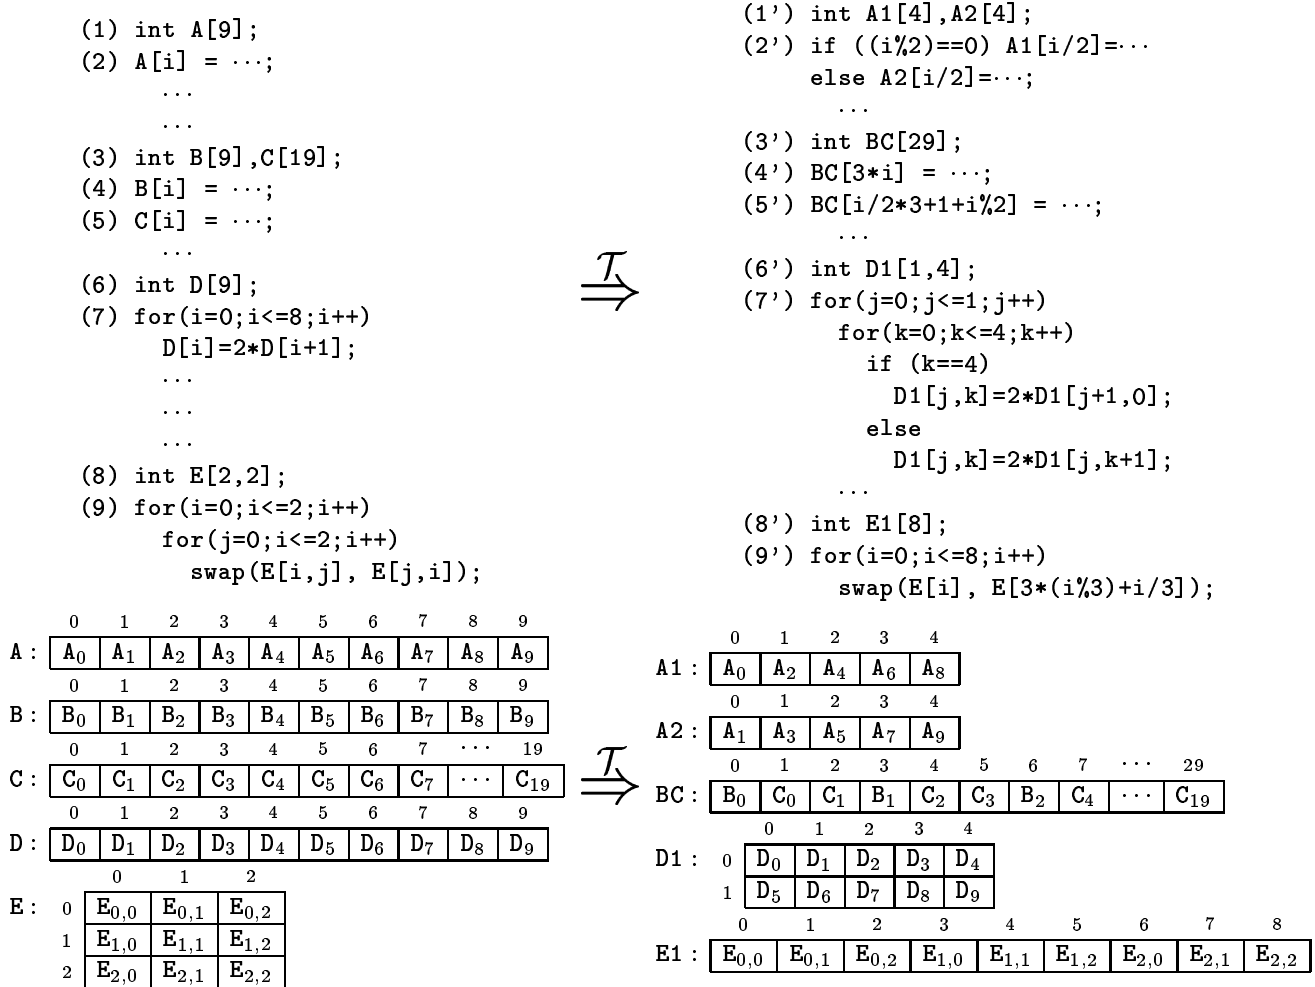 (1) int A[9];
(2) A[i] = ···;
···
···
(3) int B[9],C[19];
(4) B[i] = ···;
(5) C[i] = ···;
···
(6) int D[9];
(7) for(i=0;i<=8;i++)
D[i]=2*D[i+1];
···
···
···
(8) int E[2,2];
(9) for(i=0;i<=2;i++)
for(j=0;i<=2;i++)
swap(E[i,j], E[j,i]);
T
⇒
(1') int A1[4],A2[4];
(2') if ((i%2)==0) A1[i/2]=···
else A2[i/2]=···;
···
(3') int BC[29];
(4') BC[3*i] = ···;
(5') BC[i/2*3+1+i%2] = ···;
···
(6') int D1[1,4];
(7') for(j=0;j<=1;j++)
for(k=0;k<=4;k++)
if (k==4)
D1[j,k]=2*D1[j+1,0];
else
D1[j,k]=2*D1[j,k+1];
···
(8') int E1[8];
(9') for(i=0;i<=8;i++)
swap(E[i], E[3*(i%3)+i/3]);
0 1 2 3 4 5 6 7 8 9
A: A0 A1 A2 A3 A4 A5 A6 A7 A8 A9
0 1 2 3 4 5 6 7 8 9
B: B0 B1 B2 B3 B4 B5 B6 B7 B8 B9
0 1 2 3 4 5 6 7 ··· 19
C: C0 C1 C2 C3 C4 C5 C6 C7 ··· C19
0 1 2 3 4 5 6 7 8 9
D: D0 D1 D2 D3 D4 D5 D6 D7 D8 D9
0 1 2
E: 0 E0,0 E0,1 E0,2
1 E1,0 E1,1 E1,2
2 E2,0 E2,1 E2,2
T
⇒
0 1 2 3 4
A1: A0 A2 A4 A6 A8
0 1 2 3 4
A2: A1 A3 A5 A7 A9
0 1 2 3 4 5 6 7 ··· 29
BC: B0 C0 C1 B1 C2 C3 B2 C4 ··· C19
0 1 2 3 4
D1: 0 D0 D1 D2 D3 D4
1 D5 D6 D7 D8 D9
0 1 2 3 4 5 6 7 8
E1: E0,0 E0,1 E0,2 E1,0 E1,1 E1,2 E2,0 E2,1 E2,2